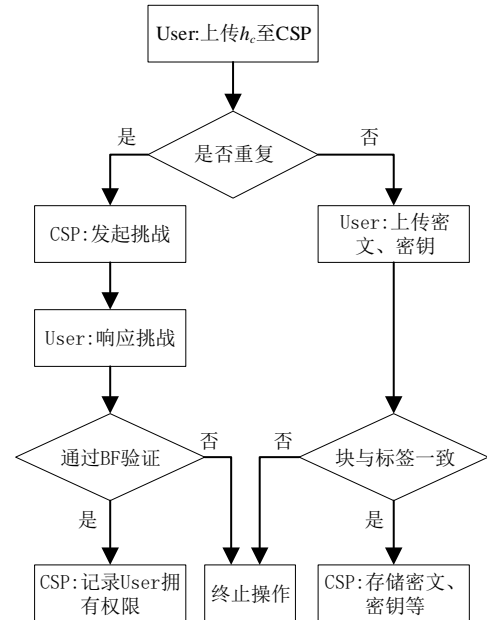 User:上传h_c至CSP
是否重复
是
否
CSP:发起挑战
User:上传密
文、密钥
User:响应挑战
通过BF验证
否
否
块与标签一致
是
是
CSP:记录User拥
有权限
终止操作
CSP:存储密文、
密钥等